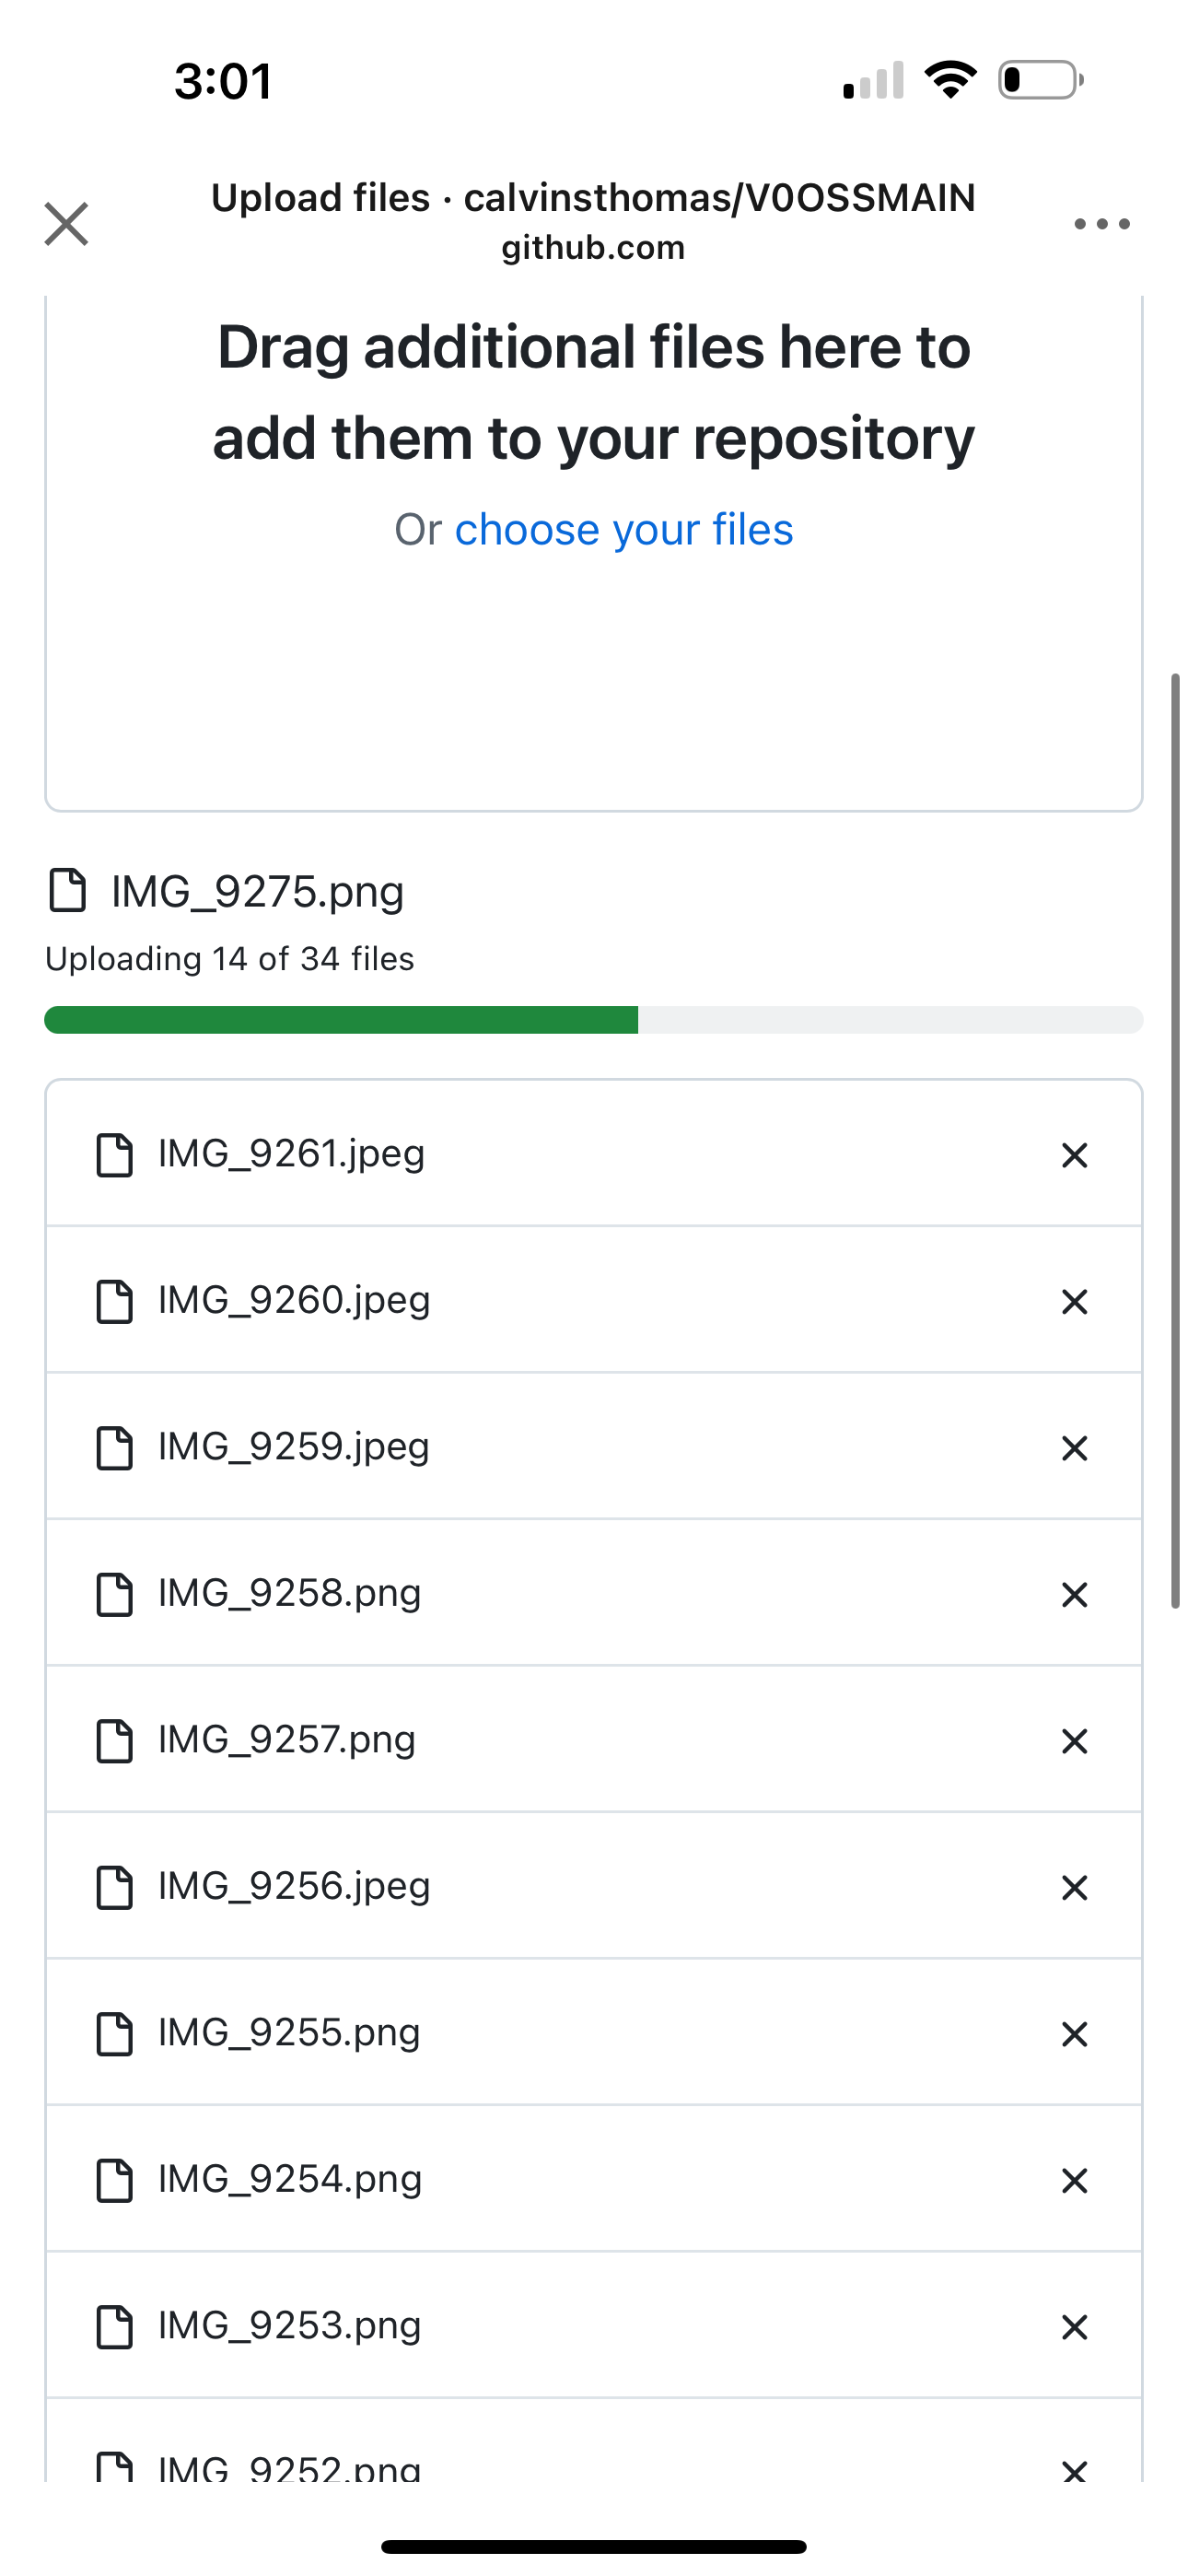 3:01
Upload files · calvinsthomas/V0OSSMAIN
github.com
Drag additional files here to
add them to your repository
Or choose your files
IMG_9275.png
Uploading 14 of 34 files
IMG_9261.jpeg
IMG_9260.jpeg
IMG_9259.jpeg
IMG_9258.png
IMG_9257.png
IMG_9256.jpeg
IMG_9255.png
IMG_9254.png
IMG_9253.png
IMG_9252.png